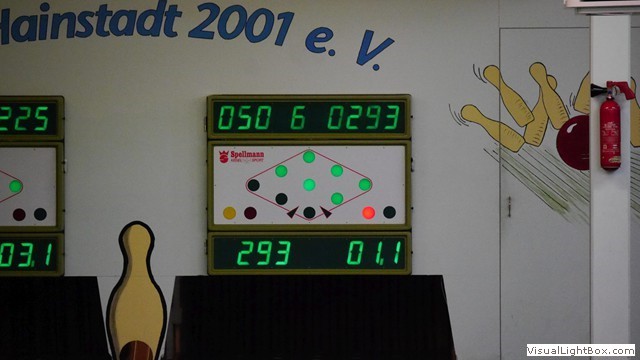 Hainstadt 2001 e. V.
225
050 6 0293
Spellmann
03.1
293 01.1
VisualLightBox.com